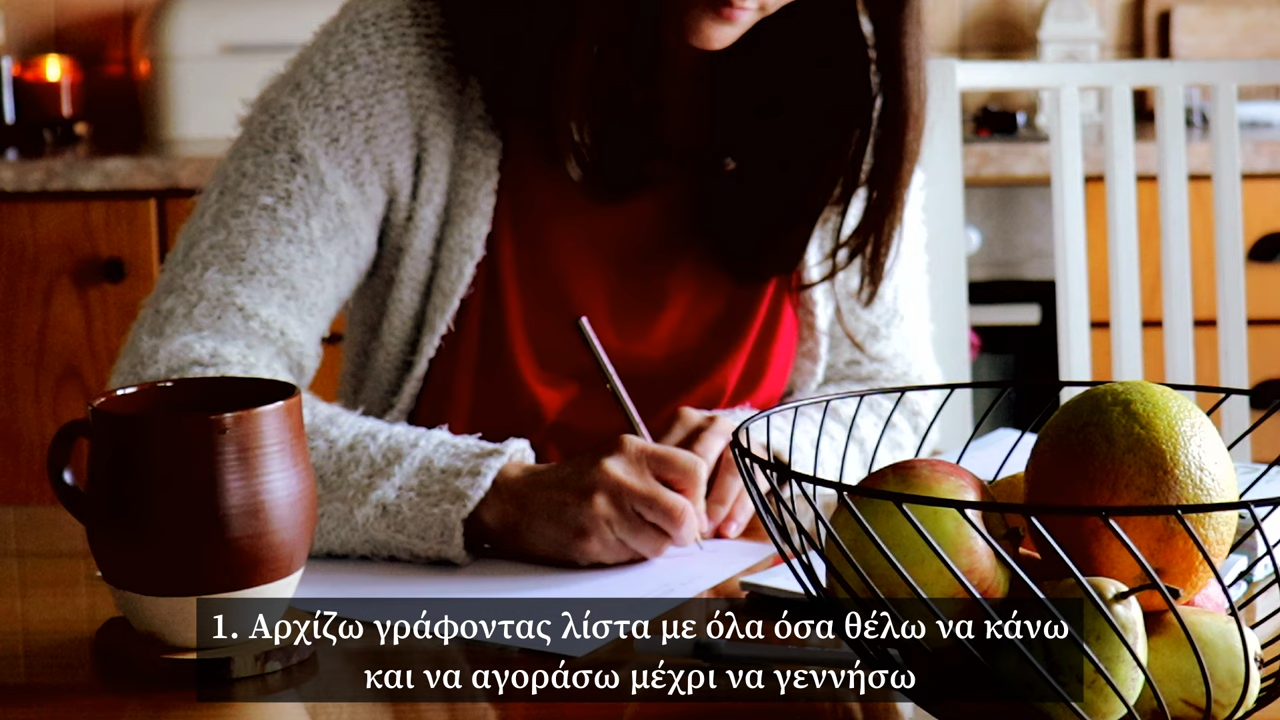 1. Αρχίζω γράφοντας λίστα με όλα όσα θέλω να κάνω
και να αγοράσω μέχρι να γεννήσω